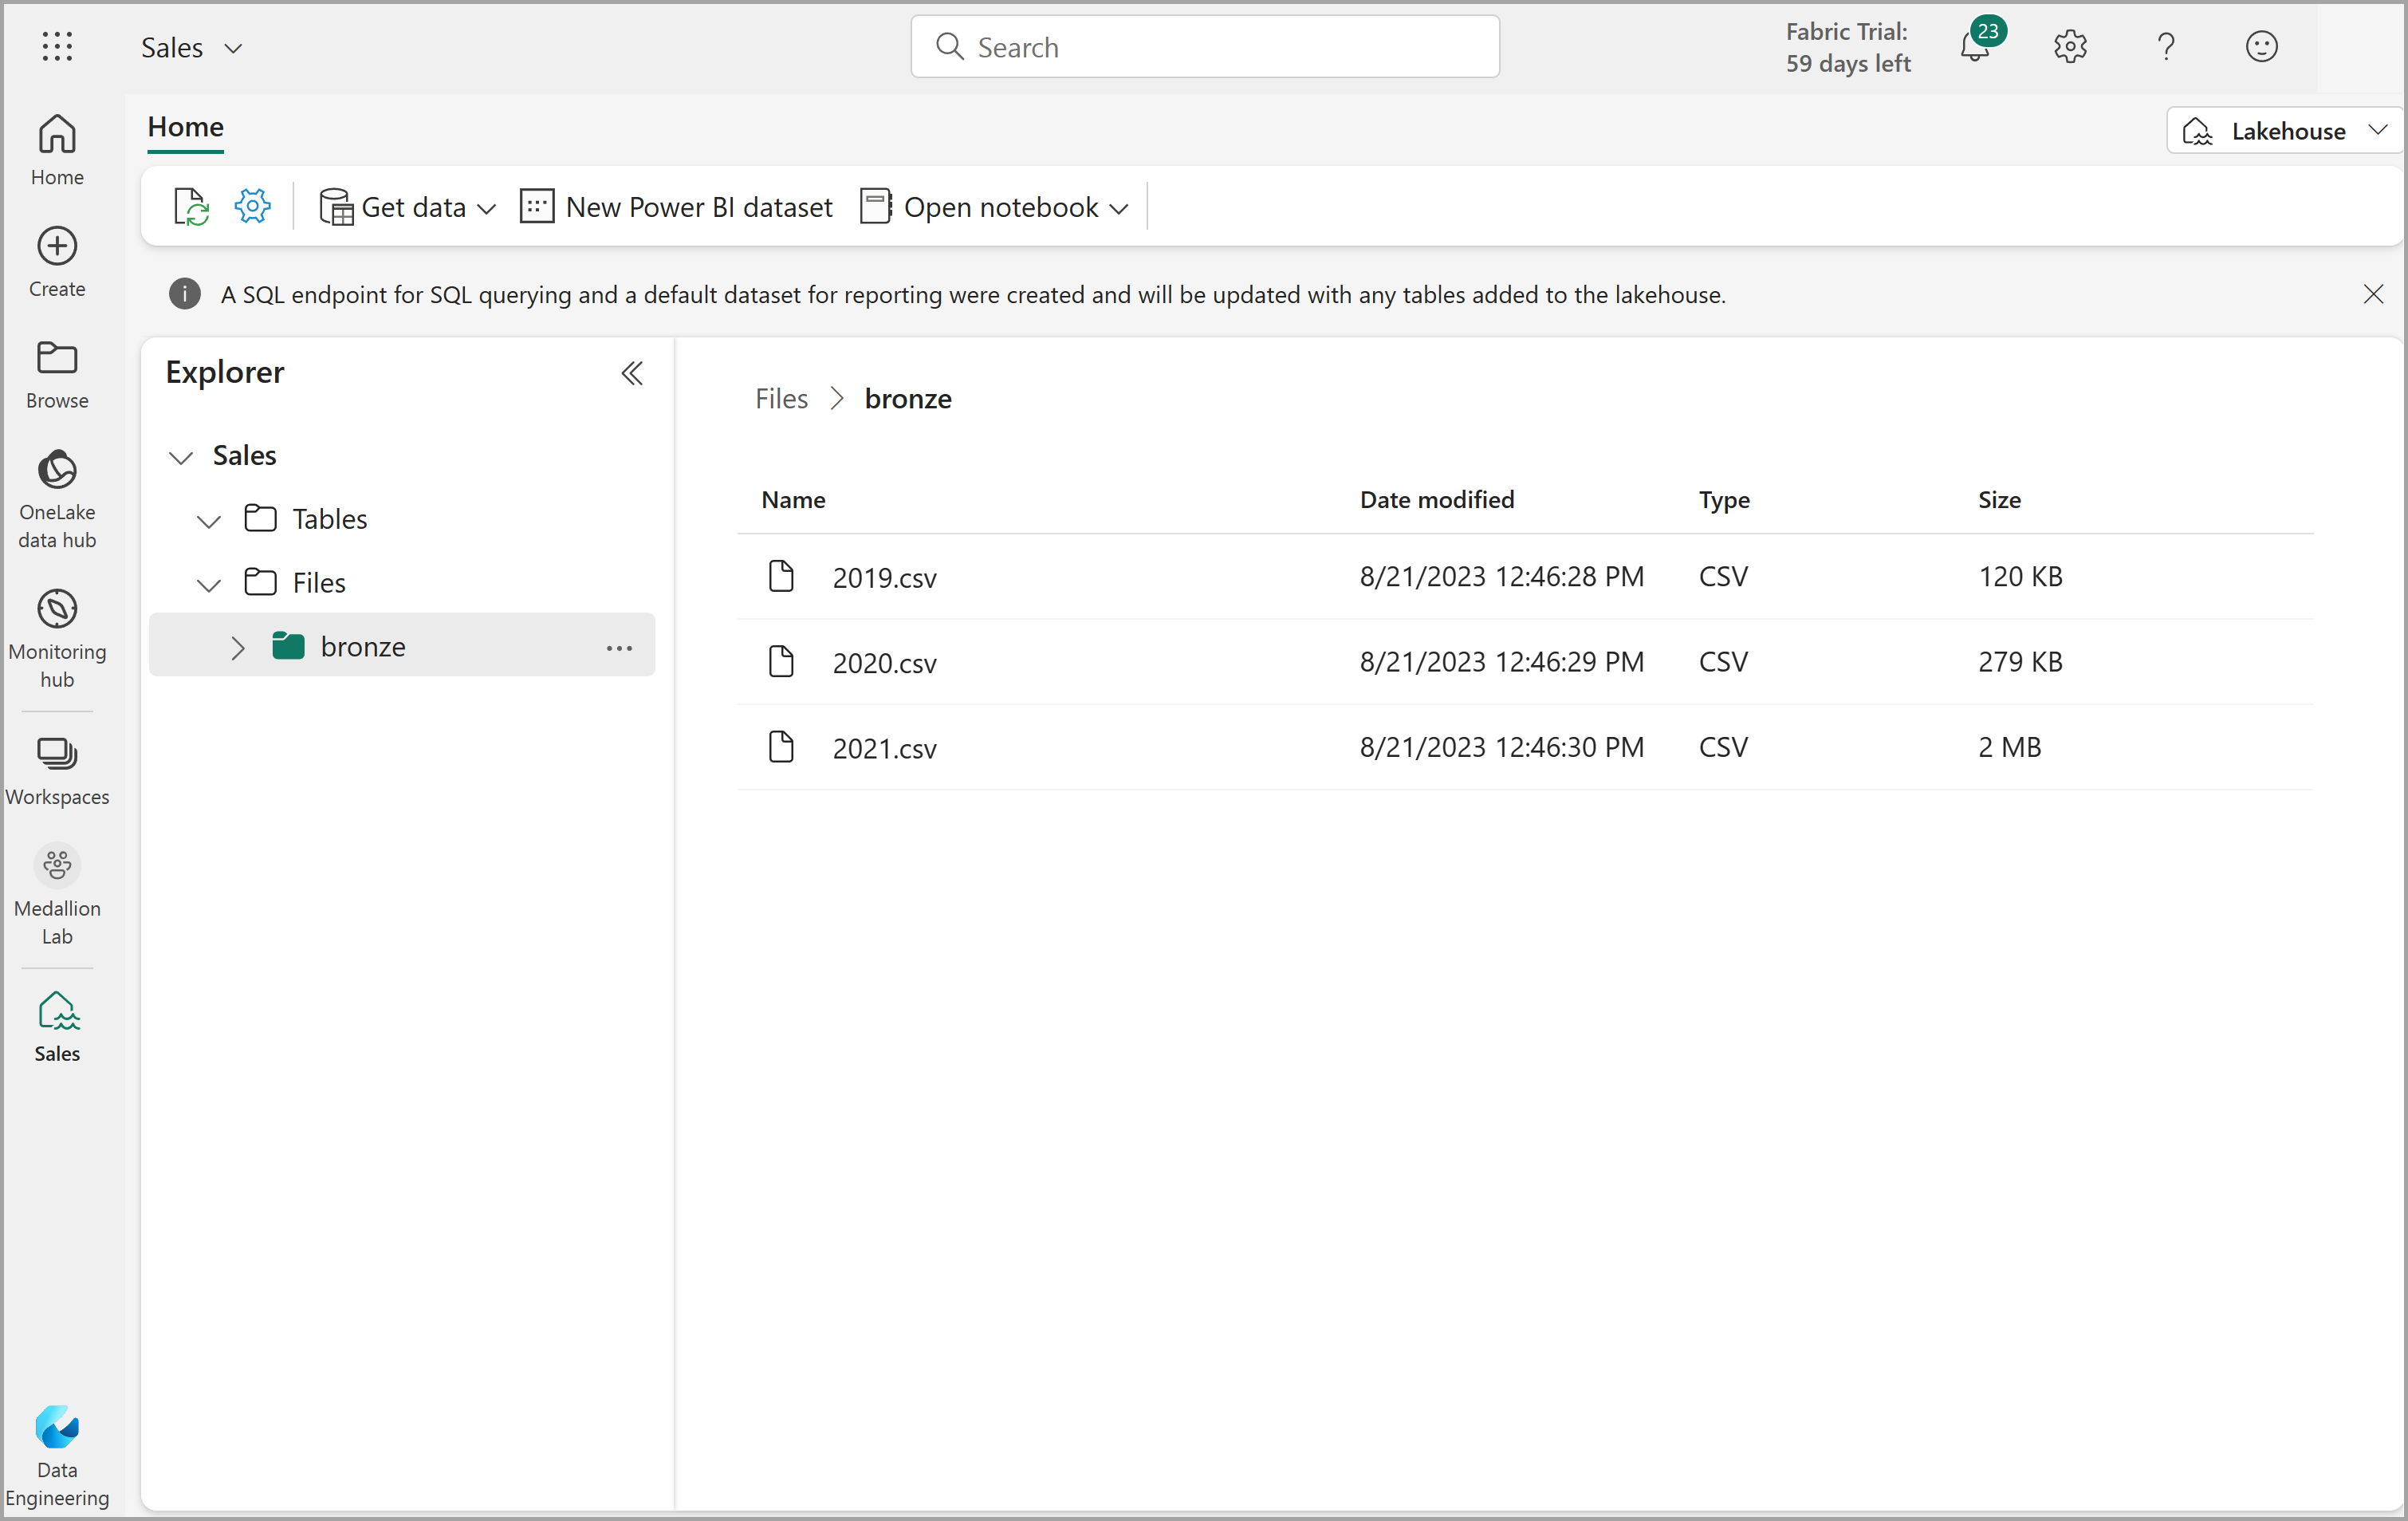 Sales
Search
Fabric Trial:
59 days left
23
Home
Create
Browse
OneLake
data hub
Monitoring
hub
Workspaces
Medallion
Lab
Sales
Data
Engineering
Home
Lakehouse
Get data
New Power BI dataset
Open notebook
A SQL endpoint for SQL querying and a default dataset for reporting were created and will be updated with any tables added to the lakehouse.
Explorer
Sales
Tables
Files
bronze
Files > bronze
Name Date modified Type Size
2019.csv 8/21/2023 12:46:28 PM CSV 120 KB
2020.csv 8/21/2023 12:46:29 PM CSV 279 KB
2021.csv 8/21/2023 12:46:30 PM CSV 2 MB